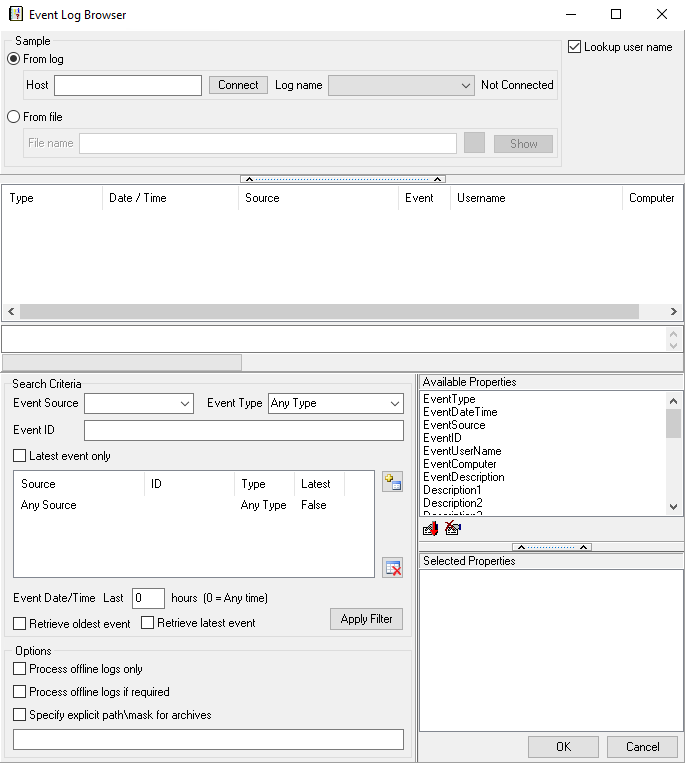 Event Log Browser
Sample
Lookup user name
From log
Host Connect Log name Not Connected
From file
File name Show
Type Date / Time Source Event Username Computer
Search Criteria
Event Source Event Type Any Type
Event ID
Latest event only
Source ID Type Latest
Any Source Any Type False
Event Date/Time Last 0 hours (0 = Any time)
Retrieve oldest event Retrieve latest event Apply Filter
Options
Process offline logs only
Process offline logs if required
Specify explicit path\mask for archives
Available Properties
EventType
EventDateTime
EventSource
EventID
EventUserName
EventComputer
EventDescription
Description1
Description2
Selected Properties
OK Cancel